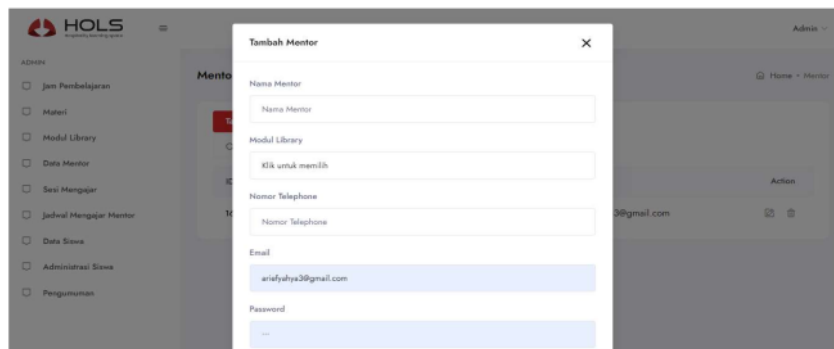 HOLS
Admin
Tambah Mentor
ADMIN
Jam Pembelajaran
Materi
Modul Library
Data Mentor
Sesi Mengajar
Jadwal Mengajar Mentor
Data Siswa
Administrasi Siswa
Pengumuman
Mento
Home • Mentor
Nama Mentor
Nama Mentor
Modul Library
Klik untuk memilih
Nomor Telephone
Nomor Telephone
Email
ariefyahya3@gmail.com
Password
Action
3@gmail.com